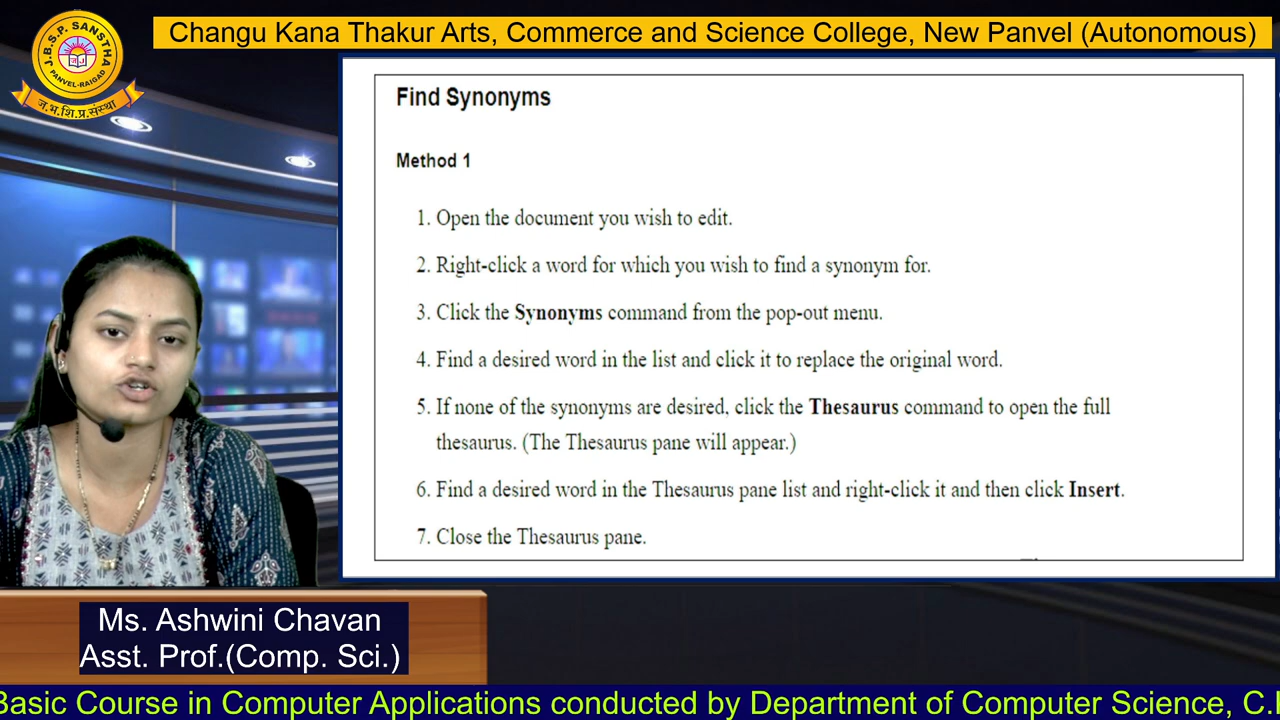 Changu Kana Thakur Arts, Commerce and Science College, New Panvel (Autonomous)
J.B.S.P. SANSTHA
PANVEL-RAIGAD
ज.भ.शि.प्र.संस्था
Find Synonyms
Method 1
1. Open the document you wish to edit.
2. Right-click a word for which you wish to find a synonym for.
3. Click the Synonyms command from the pop-out menu.
4. Find a desired word in the list and click it to replace the original word.
5. If none of the synonyms are desired, click the Thesaurus command to open the full
thesaurus. (The Thesaurus pane will appear.)
6. Find a desired word in the Thesaurus pane list and right-click it and then click Insert.
7. Close the Thesaurus pane.
Ms. Ashwini Chavan
Asst. Prof.(Comp. Sci.)
Basic Course in Computer Applications conducted by Department of Computer Science, C.